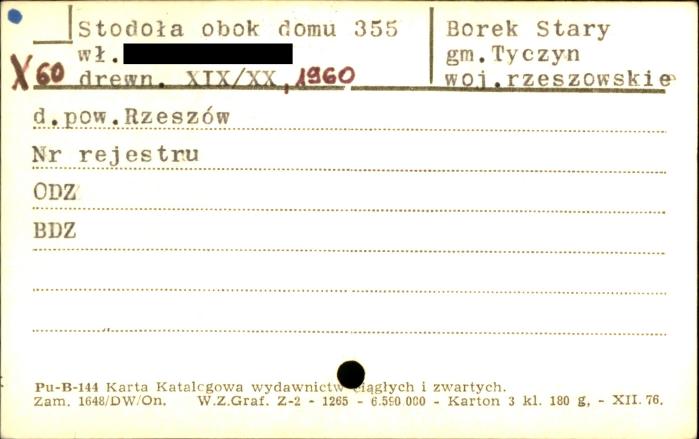 Stodoła obok domu 355
wł.
X60 drewn. XIX/XX, 1960
Borek Stary
gm.Tyczyn
woj.rzeszowskie
d.pow.Rzeszów
Nr rejestru
ODZ
BDZ
Pu-B-144 Karta Katalogowa wydawnictw ciągłych i zwartych.
Zam. 1648/DW/On. W.Z.Graf. Z-2 - 1265 - 6.590.000 - Karton 3 kl. 180 g, - XII. 76.